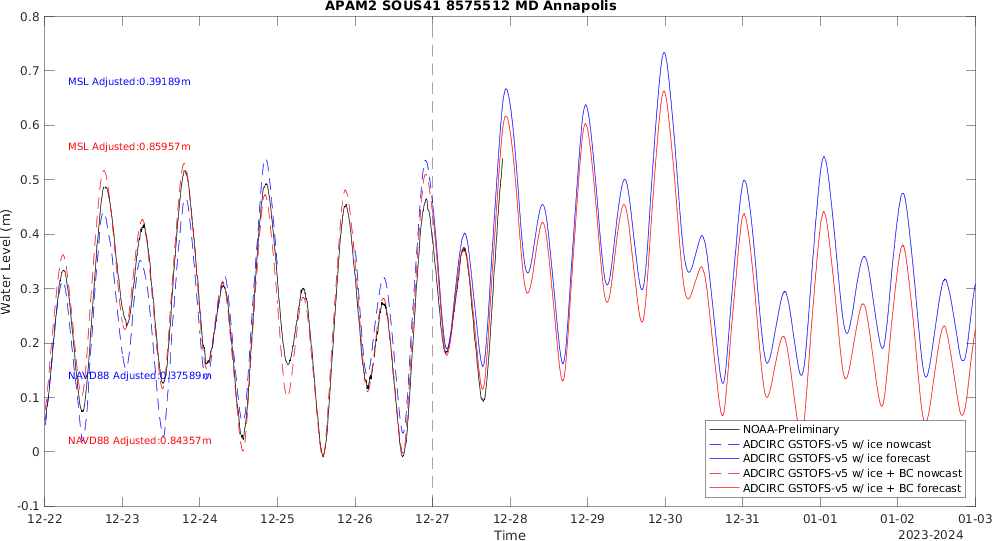 APAM2 SOUS41 8575512 MD Annapolis
0.8
0.7
0.6
0.5
0.4
0.3
0.2
0.1
0
-0.1
Water Level (m)
MSL Adjusted:0.39189m
MSL Adjusted:0.85957m
NAVD88 Adjusted:0.37589m
NAVD88 Adjusted:0.84357m
NOAA-Preliminary
ADCIRC GSTOFS-v5 w/ ice nowcast
ADCIRC GSTOFS-v5 w/ ice forecast
ADCIRC GSTOFS-v5 w/ ice + BC nowcast
ADCIRC GSTOFS-v5 w/ ice + BC forecast
12-22 12-23 12-24 12-25 12-26 12-27 12-28 12-29 12-30 12-31 01-01 01-02 01-03
Time
2023-2024